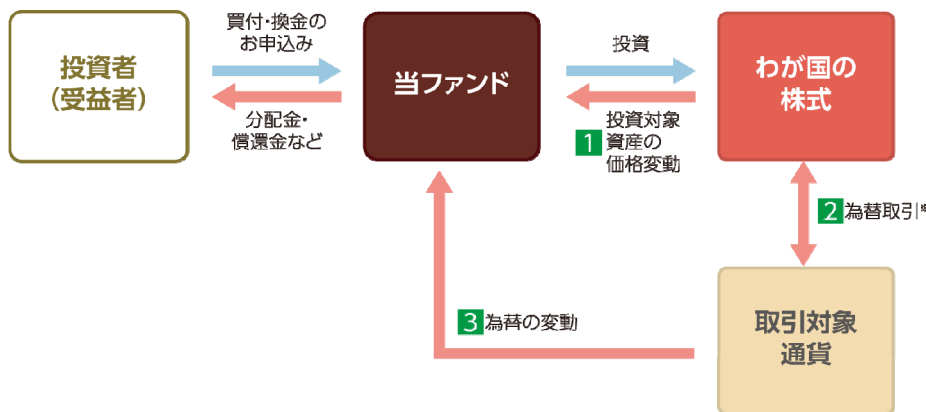 買付・換金の
お申込み
投資者
(受益者)
分配金・
償還金など
当ファンド
投資
1 投資対象
資産の
価格変動
わが国の
株式
2 為替取引※
3 為替の変動
取引対象
通貨